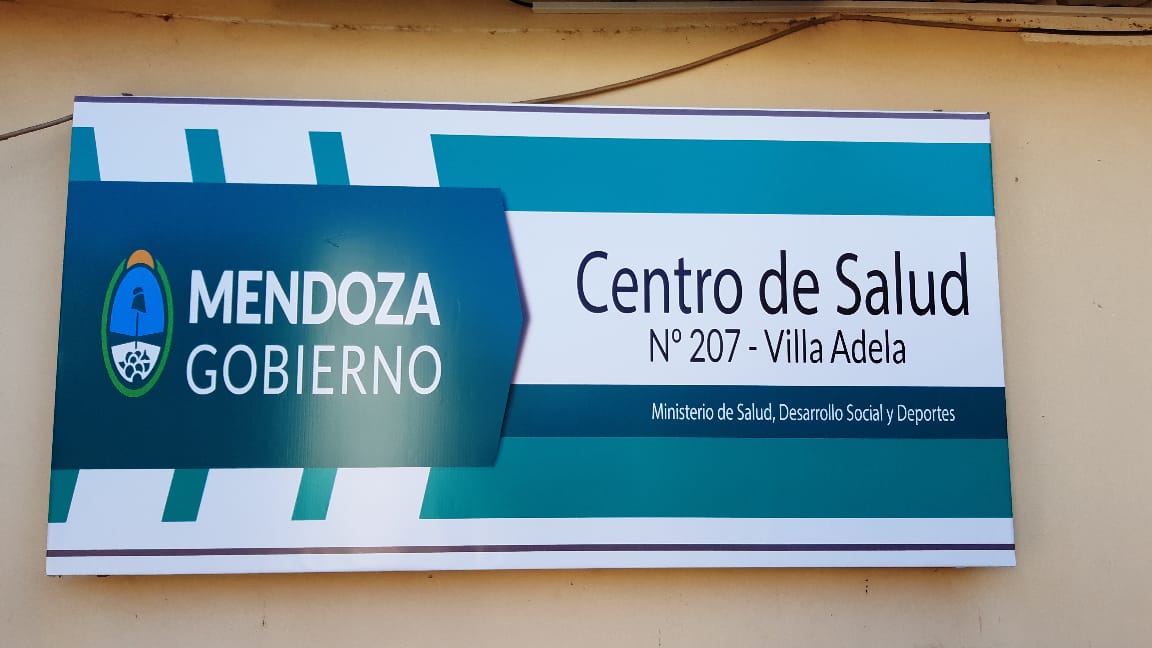 MENDOZA
GOBIERNO
Centro de Salud
Nº 207 - Villa Adela
Ministerio de Salud, Desarrollo Social y Deportes